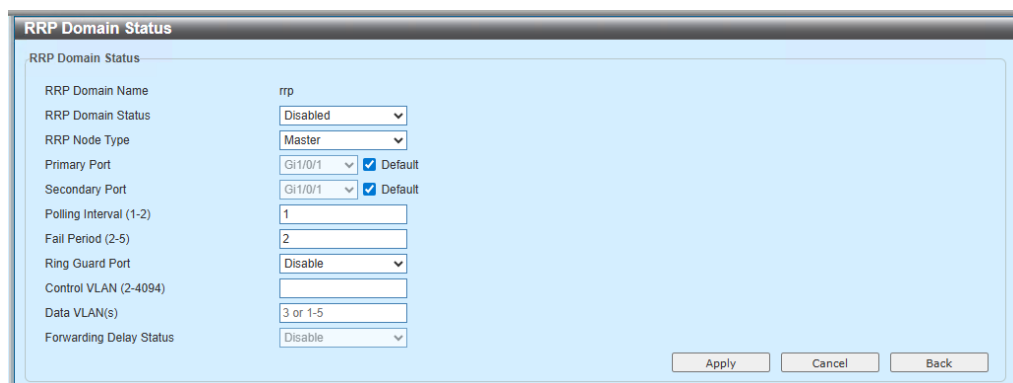 RRP Domain Status
RRP Domain Status
RRP Domain Name rrp
RRP Domain Status Disabled
RRP Node Type Master
Primary Port Gi1/0/1 Default
Secondary Port Gi1/0/1 Default
Polling Interval (1-2) 1
Fail Period (2-5) 2
Ring Guard Port Disable
Control VLAN (2-4094)
Data VLAN(s) 3 or 1-5
Forwarding Delay Status Disable
Apply Cancel Back